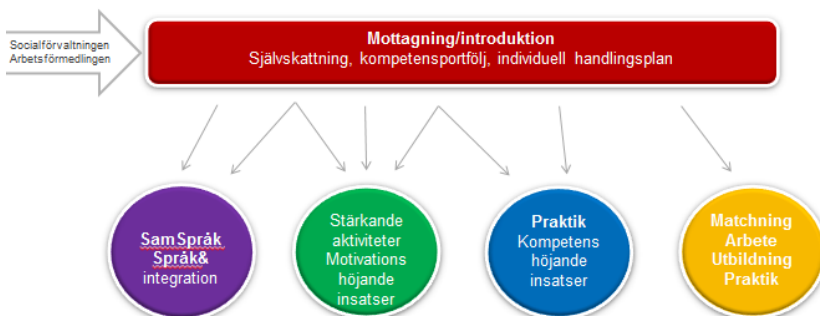 Socialförvaltningen
Arbetsförmedlingen
Mottagning/introduktion
Självskattning, kompetensportfölj, individuell handlingsplan
SamSpråk
Språk&
integration
Stärkande
aktiviteter
Motivations
höjande
insatser
Praktik
Kompetens
höjande
insatser
Matchning
Arbete
Utbildning
Praktik